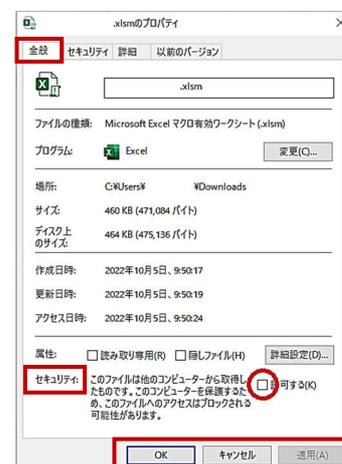 .xlsmのプロパティ
全般 セキュリティ 詳細 以前のバージョン
.xlsm
ファイルの種類: Microsoft Excel マクロ有効ワークシート (.xlsm)
プログラム: Excel 変更(C)...
場所: C:¥Users¥ ¥Downloads
サイズ: 460 KB (471,084 バイト)
ディスク上
のサイズ: 464 KB (475,136 バイト)
作成日時: 2022年10月5日、9:50:17
更新日時: 2022年10月5日、9:50:19
アクセス日時: 2022年10月5日、9:50:24
属性: 読み取り専用(R) 隠しファイル(H) 詳細設定(D)...
セキュリティ: このファイルは他のコンピューターから取得し
たものです。このコンピューターを保護するた
め、このファイルへのアクセスはブロックされる
可能性があります。
許可する(K)
OK キャンセル 適用(A)